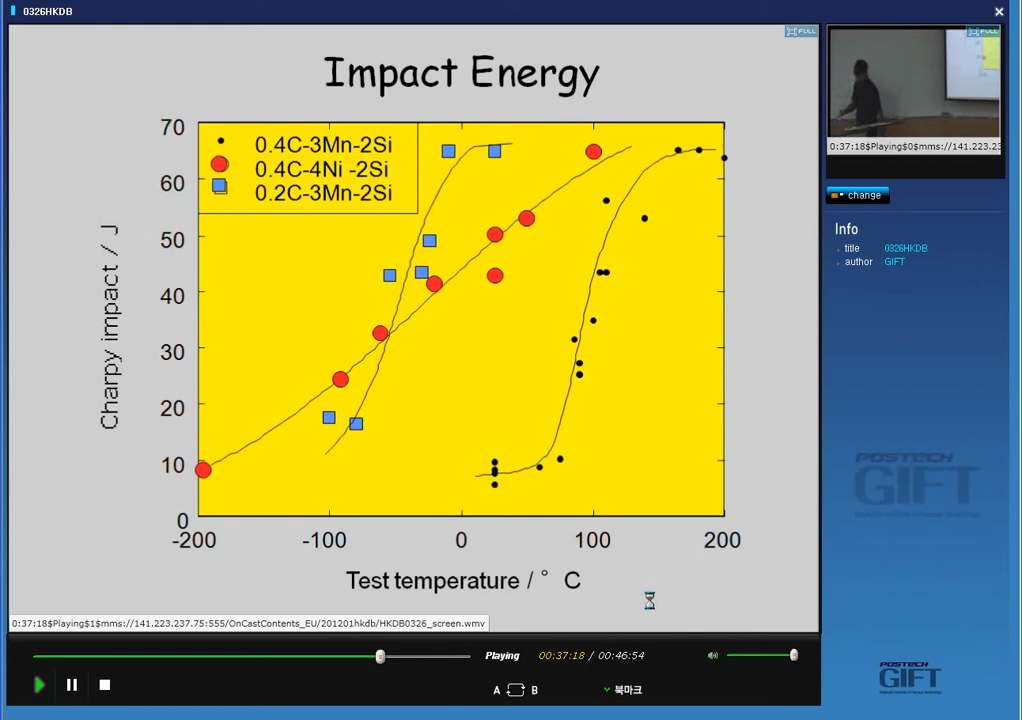 0326HKDB
FULL
FULL
Impact Energy
70
60
50
40
30
20
10
0
Charpy impact / J
0.4C-3Mn-2Si
0.4C-4Ni -2Si
0.2C-3Mn-2Si
-200
-100
0
100
200
Test temperature / ° C
0:37:18$Playing$1$mms://141.223.237.75:555/OnCastContents_EU/201201hkdb/HKDB0326_screen.wmv
Playing
00:37:18 / 00:46:54
A B
북마크
0:37:18$Playing$0$mms://141.223.23
change
Info
title 0326HKDB
author GIFT
POSTECH
GIFT
POSTECH
GIFT